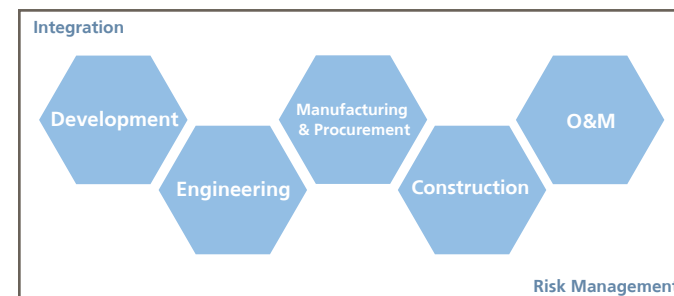 Integration
Development
Engineering
Manufacturing
& Procurement
Construction
O&M
Risk Management